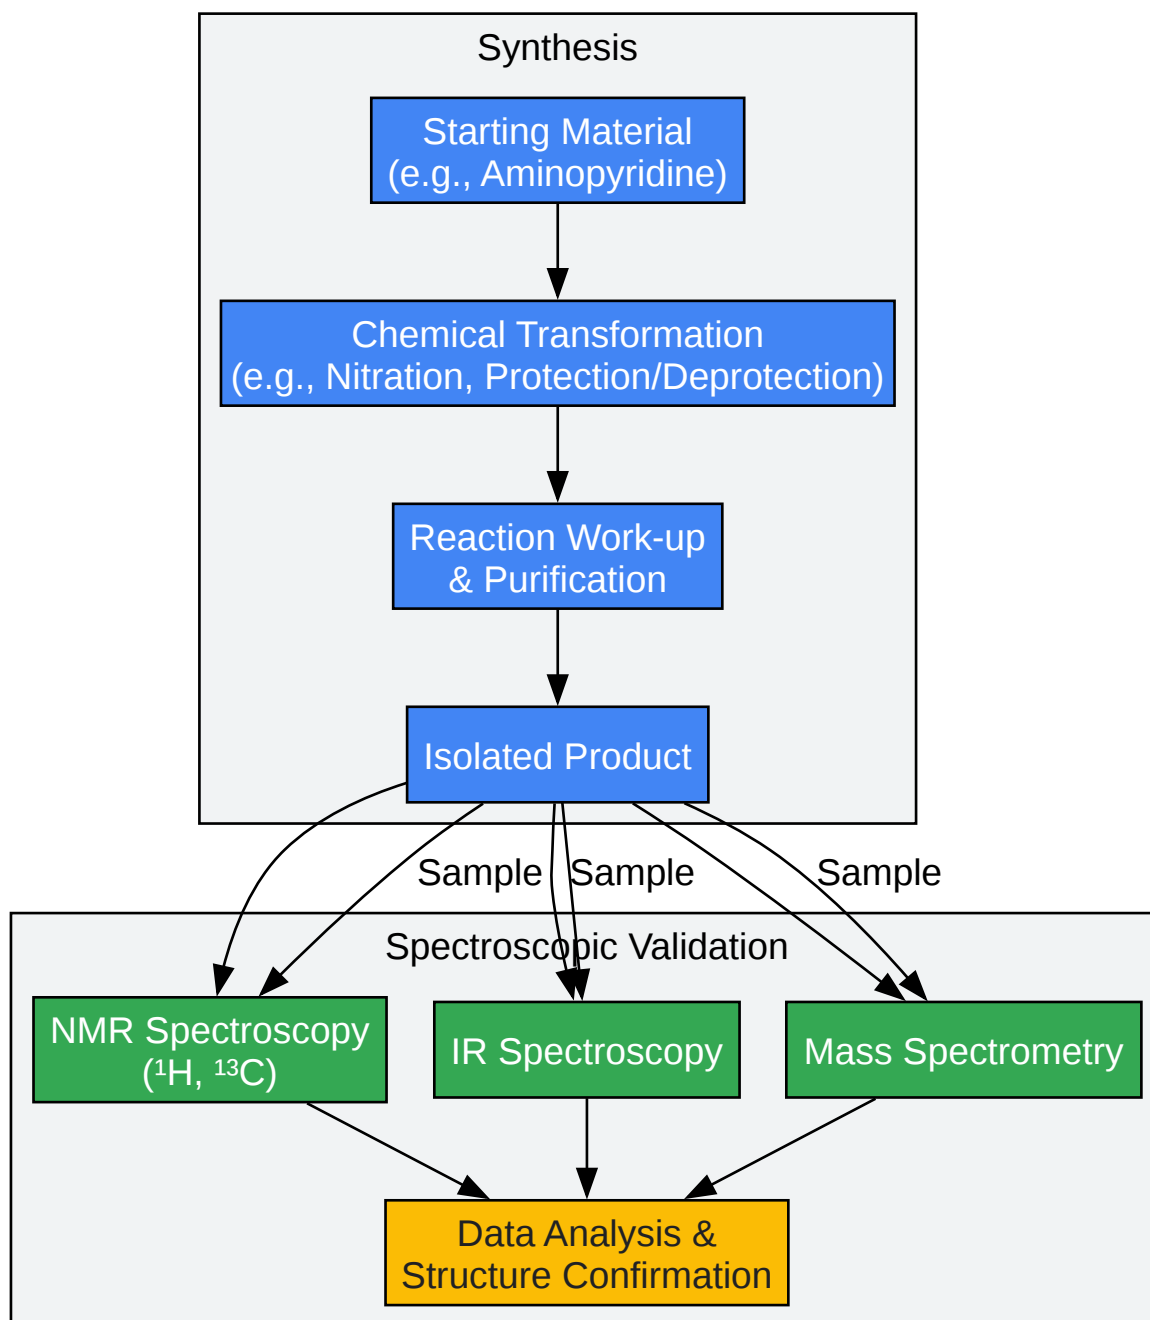 Synthesis
Starting Material
(e.g., Aminopyridine)
Chemical Transformation
(e.g., Nitration, Protection/Deprotection)
Reaction Work-up
& Purification
Isolated Product
Sample
Sample
Sample
Spectroscopic Validation
NMR Spectroscopy
(¹H, ¹³C)
IR Spectroscopy
Mass Spectrometry
Data Analysis &
Structure Confirmation